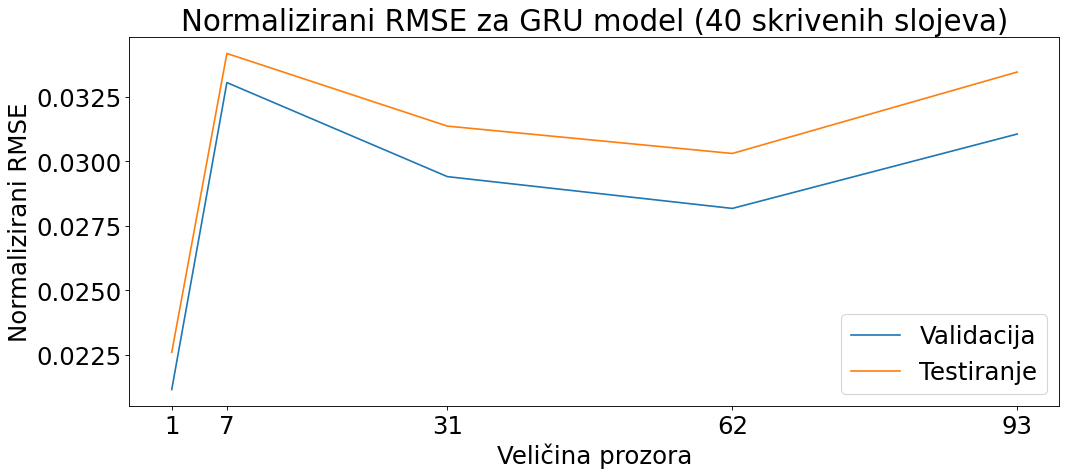 Normalizirani RMSE za GRU model (40 skrivenih slojeva)
Normalizirani RMSE
0.0325
0.0300
0.0275
0.0250
0.0225
1 7 31 62 93
Veličina prozora
Validacija
Testiranje